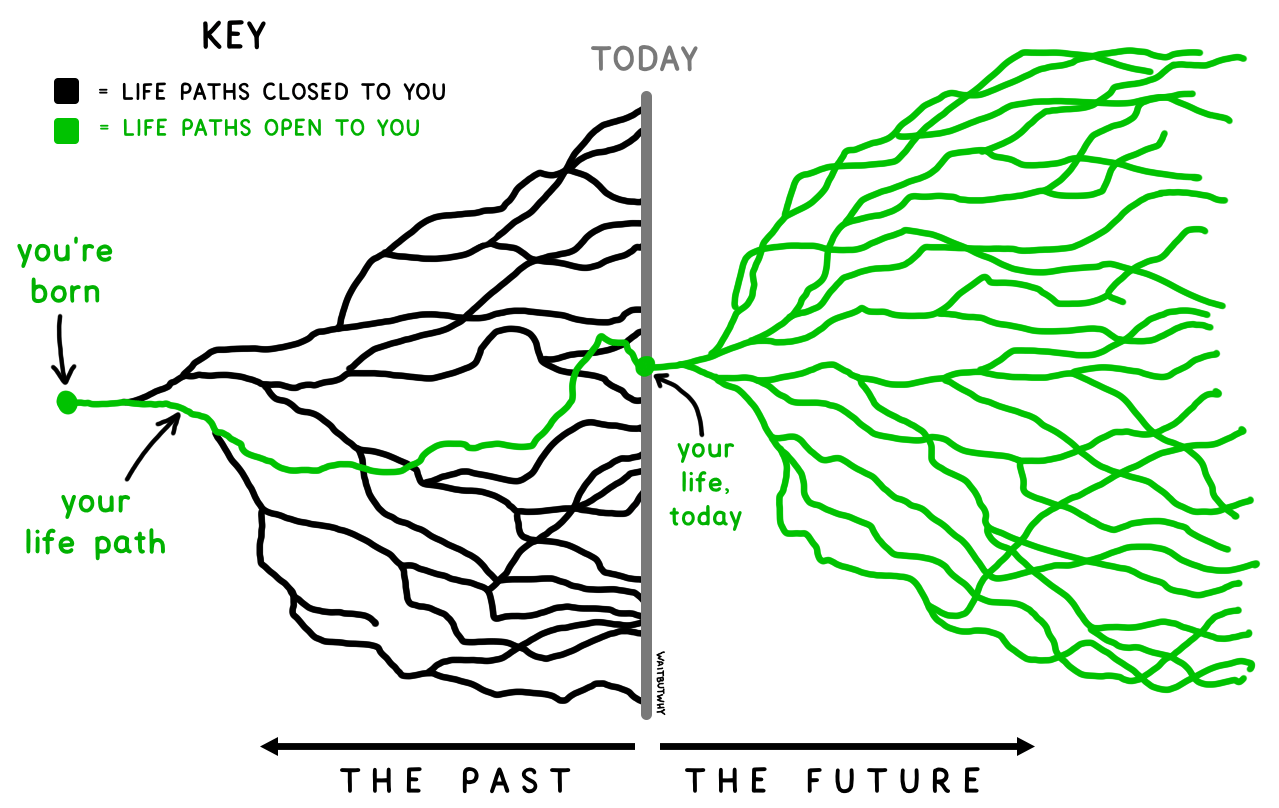 KEY
= LIFE PATHS CLOSED TO YOU
= LIFE PATHS OPEN TO YOU
TODAY
you're
born
your
life path
your
life,
today
WAITBUTWHY
THE PAST
THE FUTURE